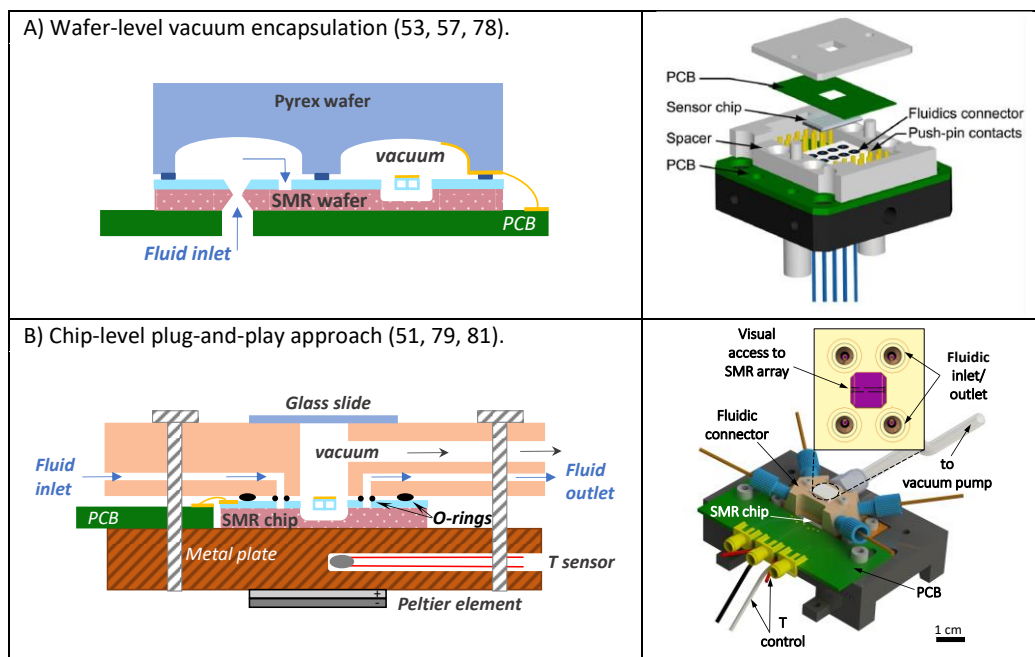 A) Wafer-level vacuum encapsulation (53, 57, 78).
Pyrex wafer
vacuum
SMR wafer
PCB
Fluid inlet
PCB
Sensor chip
Spacer
PCB
Fluidics connector
Push-pin contacts
B) Chip-level plug-and-play approach (51, 79, 81).
Glass slide
vacuum
Fluid
inlet
Fluid
outlet
PCB
SMR chip
O-rings
Metal plate
T sensor
+
-
Peltier element
Visual
access to
SMR array
Fluidic
inlet/
outlet
Fluidic
connector
to
vacuum pump
SMR chip
PCB
T
control
1 cm